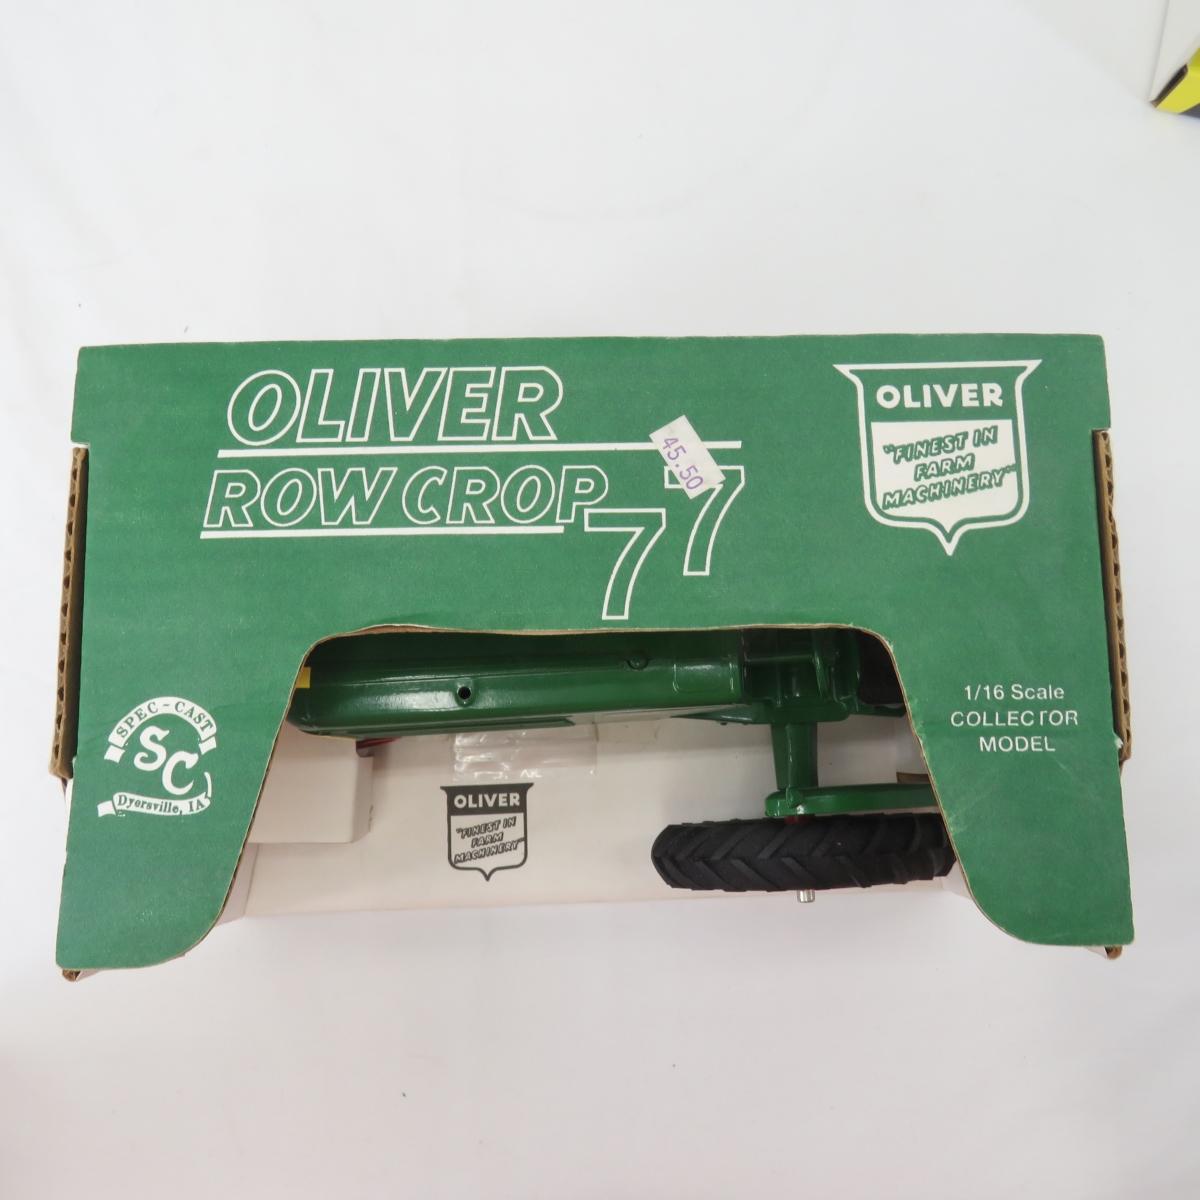 OLIVER
ROW CROP
77
45.50
OLIVER
"FINEST IN
FARM
MACHINERY"
SPEC-CAST
SC
Dyersville, IA
1/16 Scale
COLLECTOR
MODEL
OLIVER
"FINEST IN
FARM
MACHINERY"